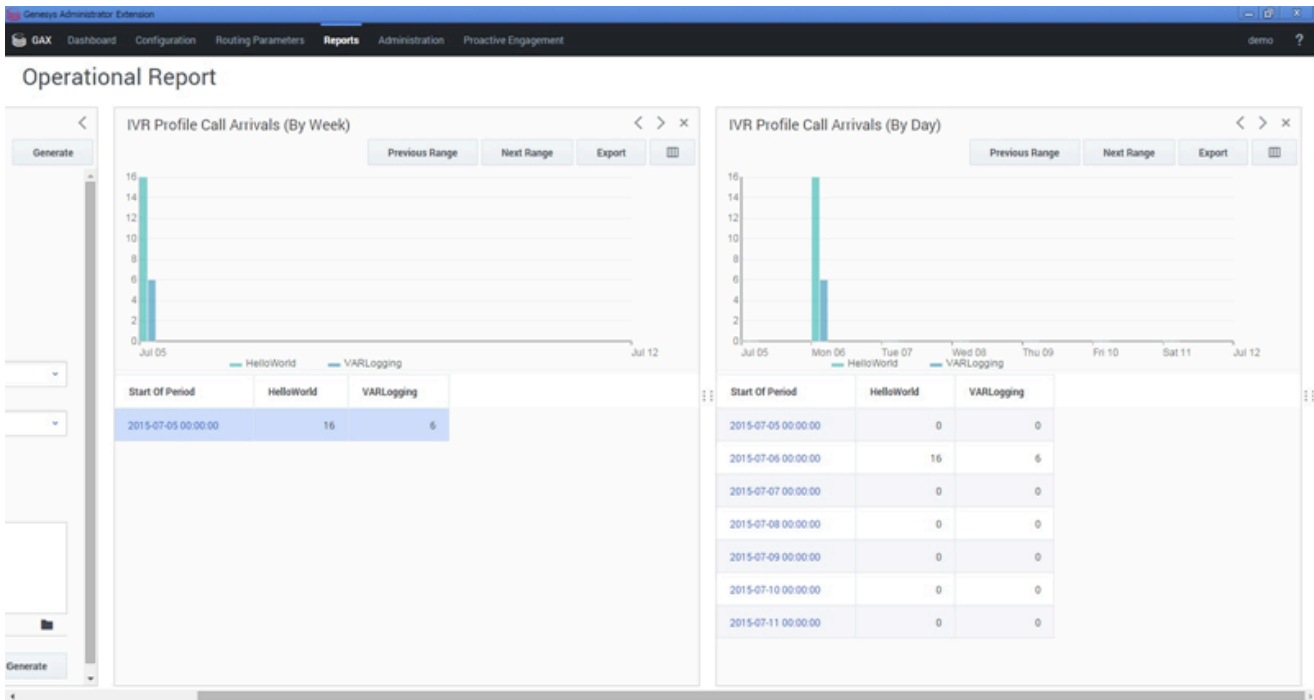 Genesys Administrator Extension
GAX Dashboard Configuration Routing Parameters Reports Administration Proactive Engagement demo ?
Operational Report
Generate
Generate
IVR Profile Call Arrivals (By Week)
Previous Range Next Range Export
16
14
12
10
8
6
4
2
0
Jul 05 Jul 12
HelloWorld VARLogging
Start Of Period HelloWorld VARLogging
2015-07-05 00:00:00 16 6
IVR Profile Call Arrivals (By Day)
Previous Range Next Range Export
16
14
12
10
8
6
4
2
0
Jul 05 Mon 06 Tue 07 Wed 08 Thu 09 Fri 10 Sat 11 Jul 12
HelloWorld VARLogging
Start Of Period HelloWorld VARLogging
2015-07-05 00:00:00 0 0
2015-07-06 00:00:00 16 6
2015-07-07 00:00:00 0 0
2015-07-08 00:00:00 0 0
2015-07-09 00:00:00 0 0
2015-07-10 00:00:00 0 0
2015-07-11 00:00:00 0 0